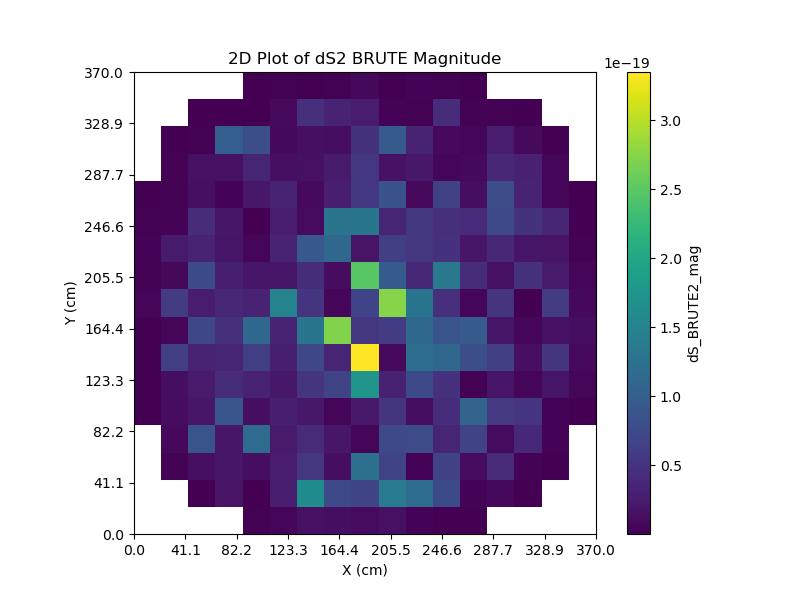 2D Plot of dS2 BRUTE Magnitude
1e−19
370.0
328.9
287.7
246.6
205.5
164.4
123.3
82.2
41.1
0.0
Y (cm)
0.0 41.1 82.2 123.3 164.4 205.5 246.6 287.7 328.9 370.0
X (cm)
3.0
2.5
2.0
1.5
1.0
0.5
dS_BRUTE2_mag